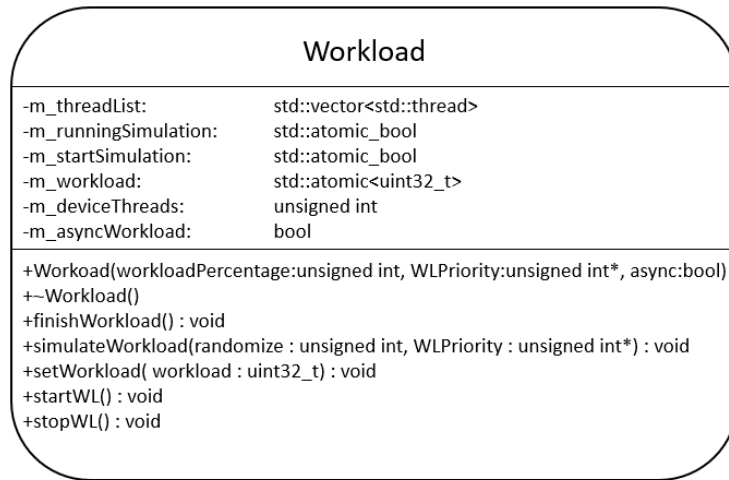 Workload
-m_threadList: std::vector<std::thread>
-m_runningSimulation: std::atomic_bool
-m_startSimulation: std::atomic_bool
-m_workload: std::atomic<uint32_t>
-m_deviceThreads: unsigned int
-m_asyncWorkload: bool
+Workoad(workloadPercentage:unsigned int, WLPriority:unsigned int*, async:bool)
+~Workload()
+finishWorkload() : void
+simulateWorkload(randomize : unsigned int, WLPriority : unsigned int*) : void
+setWorkload( workload : uint32_t) : void
+startWL() : void
+stopWL() : void